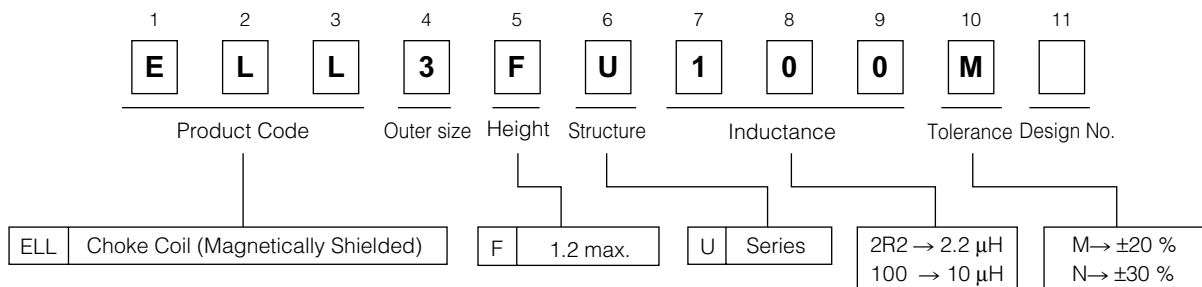 1 2 3 4 5 6 7 8 9 10 11
E L L 3 F U 1 0 0 M
Product Code Outer size Height Structure Inductance Tolerance Design No.
ELL Choke Coil (Magnetically Shielded) F 1.2 max. U Series
2R2 → 2.2 μH
100 → 10 μH
M→ ±20 %
N→ ±30 %